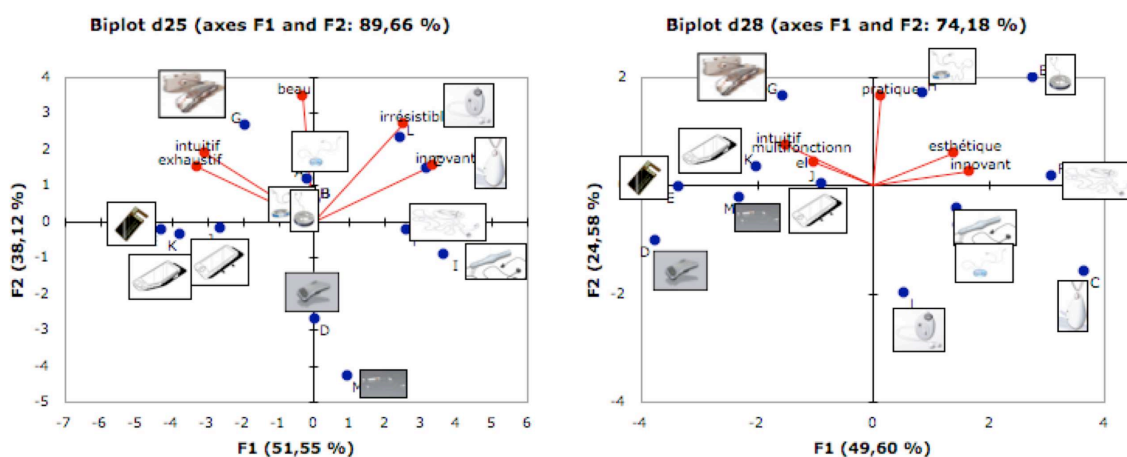 Biplot d25 (axes F1 and F2: 89,66 %)
4
3
2
1
0
-1
-2
-3
-4
-5
F2 (38,12 %)
beau
G
irrésistibl
L
intuitif
exhaustif
innovant
B
K
I
D
M
-7 -6 -5 -4 -3 -2 -1 0 1 2 3 4 5 6
F1 (51,55 %)
Biplot d28 (axes F1 and F2: 74,18 %)
2
0
-2
-4
F2 (24,58 %)
G
pratique
H
intuitif
multifonctionn
el
esthétique
innovant
K
J
E
M
D
C
-4 -2 0 2 4
F1 (49,60 %)